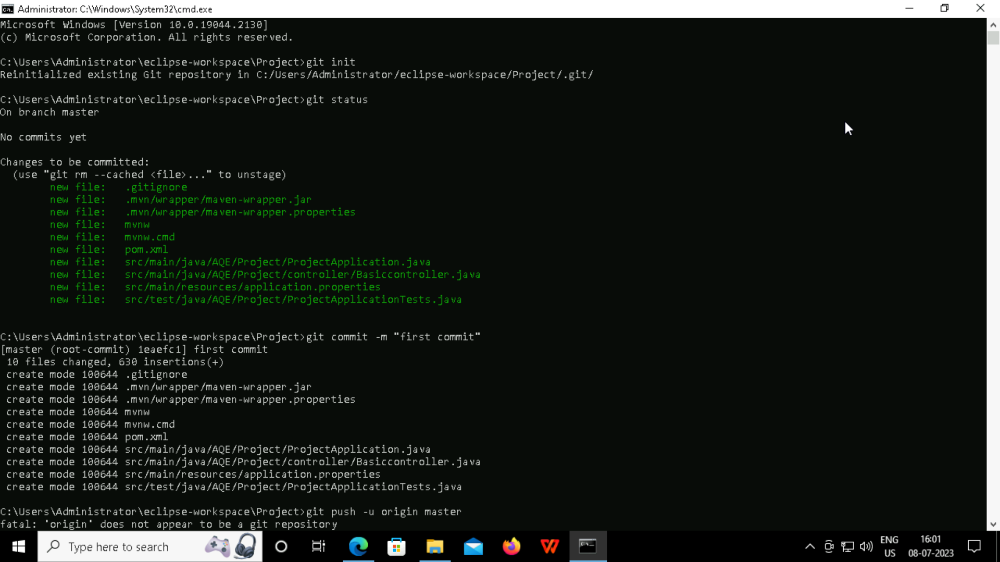 Administrator: C:\Windows\System32\cmd.exe
Microsoft Windows [Version 10.0.19044.2130]
(c) Microsoft Corporation. All rights reserved.
C:\Users\Administrator\eclipse-workspace\Project>git init
Reinitialized existing Git repository in C:/Users/Administrator/eclipse-workspace/Project/.git/
C:\Users\Administrator\eclipse-workspace\Project>git status
On branch master
No commits yet
Changes to be committed:
  (use "git rm --cached <file>..." to unstage)
        new file:   .gitignore
        new file:   .mvn/wrapper/maven-wrapper.jar
        new file:   .mvn/wrapper/maven-wrapper.properties
        new file:   mvnw
        new file:   mvnw.cmd
        new file:   pom.xml
        new file:   src/main/java/AQE/Project/ProjectApplication.java
        new file:   src/main/java/AQE/Project/controller/Basiccontroller.java
        new file:   src/main/resources/application.properties
        new file:   src/test/java/AQE/Project/ProjectApplicationTests.java
C:\Users\Administrator\eclipse-workspace\Project>git commit -m "first commit"
[master (root-commit) 1eaefc1] first commit
 10 files changed, 630 insertions(+)
 create mode 100644 .gitignore
 create mode 100644 .mvn/wrapper/maven-wrapper.jar
 create mode 100644 .mvn/wrapper/maven-wrapper.properties
 create mode 100644 mvnw
 create mode 100644 mvnw.cmd
 create mode 100644 pom.xml
 create mode 100644 src/main/java/AQE/Project/ProjectApplication.java
 create mode 100644 src/main/java/AQE/Project/controller/Basiccontroller.java
 create mode 100644 src/main/resources/application.properties
 create mode 100644 src/test/java/AQE/Project/ProjectApplicationTests.java
C:\Users\Administrator\eclipse-workspace\Project>git push -u origin master
fatal: 'origin' does not appear to be a git repository
Type here to search
ENG
US
16:01
08-07-2023